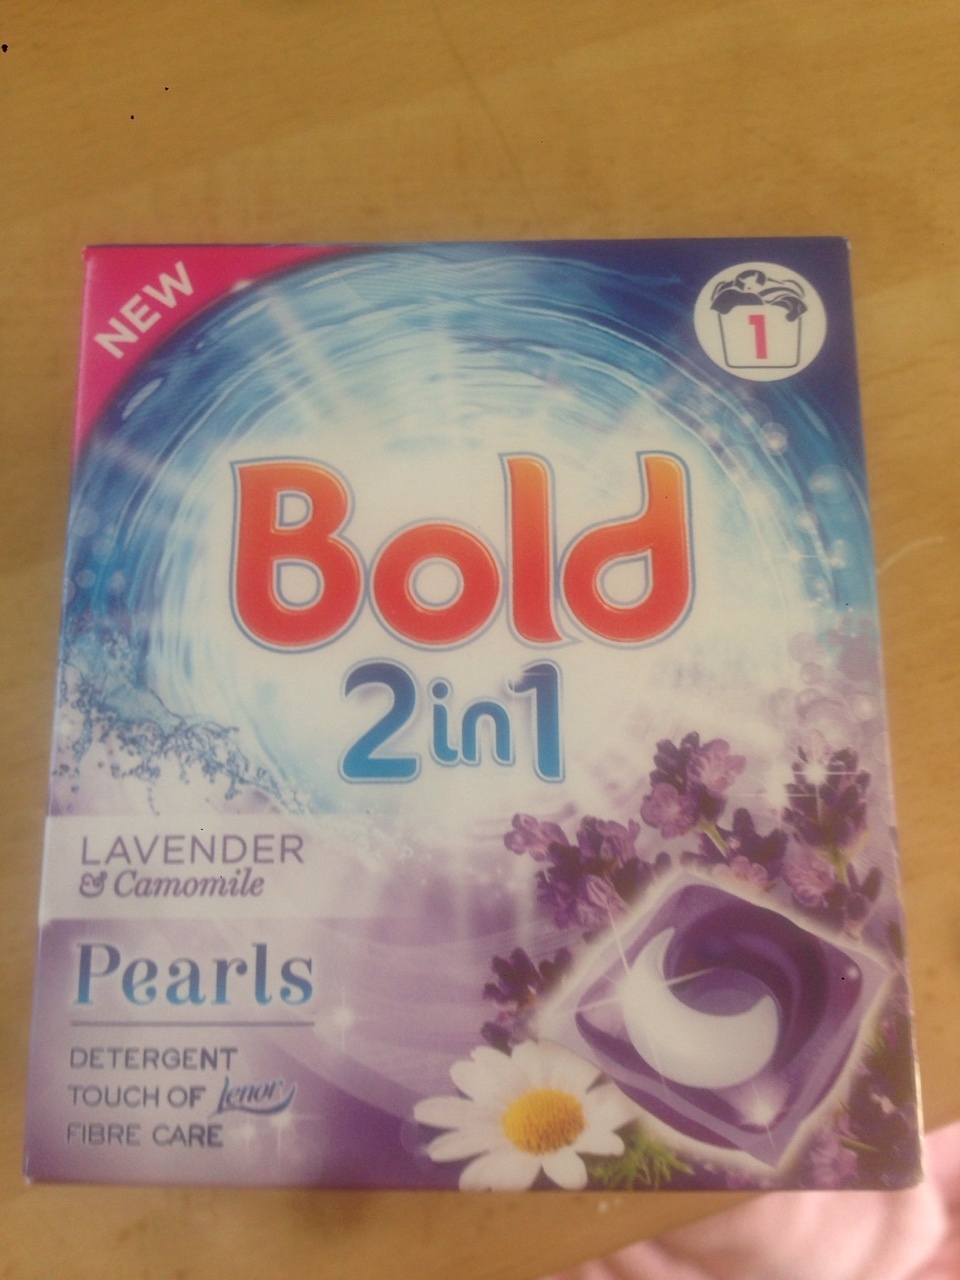 NEW
1
Bold
2in1
LAVENDER
& Camomile
Pearls
DETERGENT
TOUCH OF Lenor
FIBRE CARE